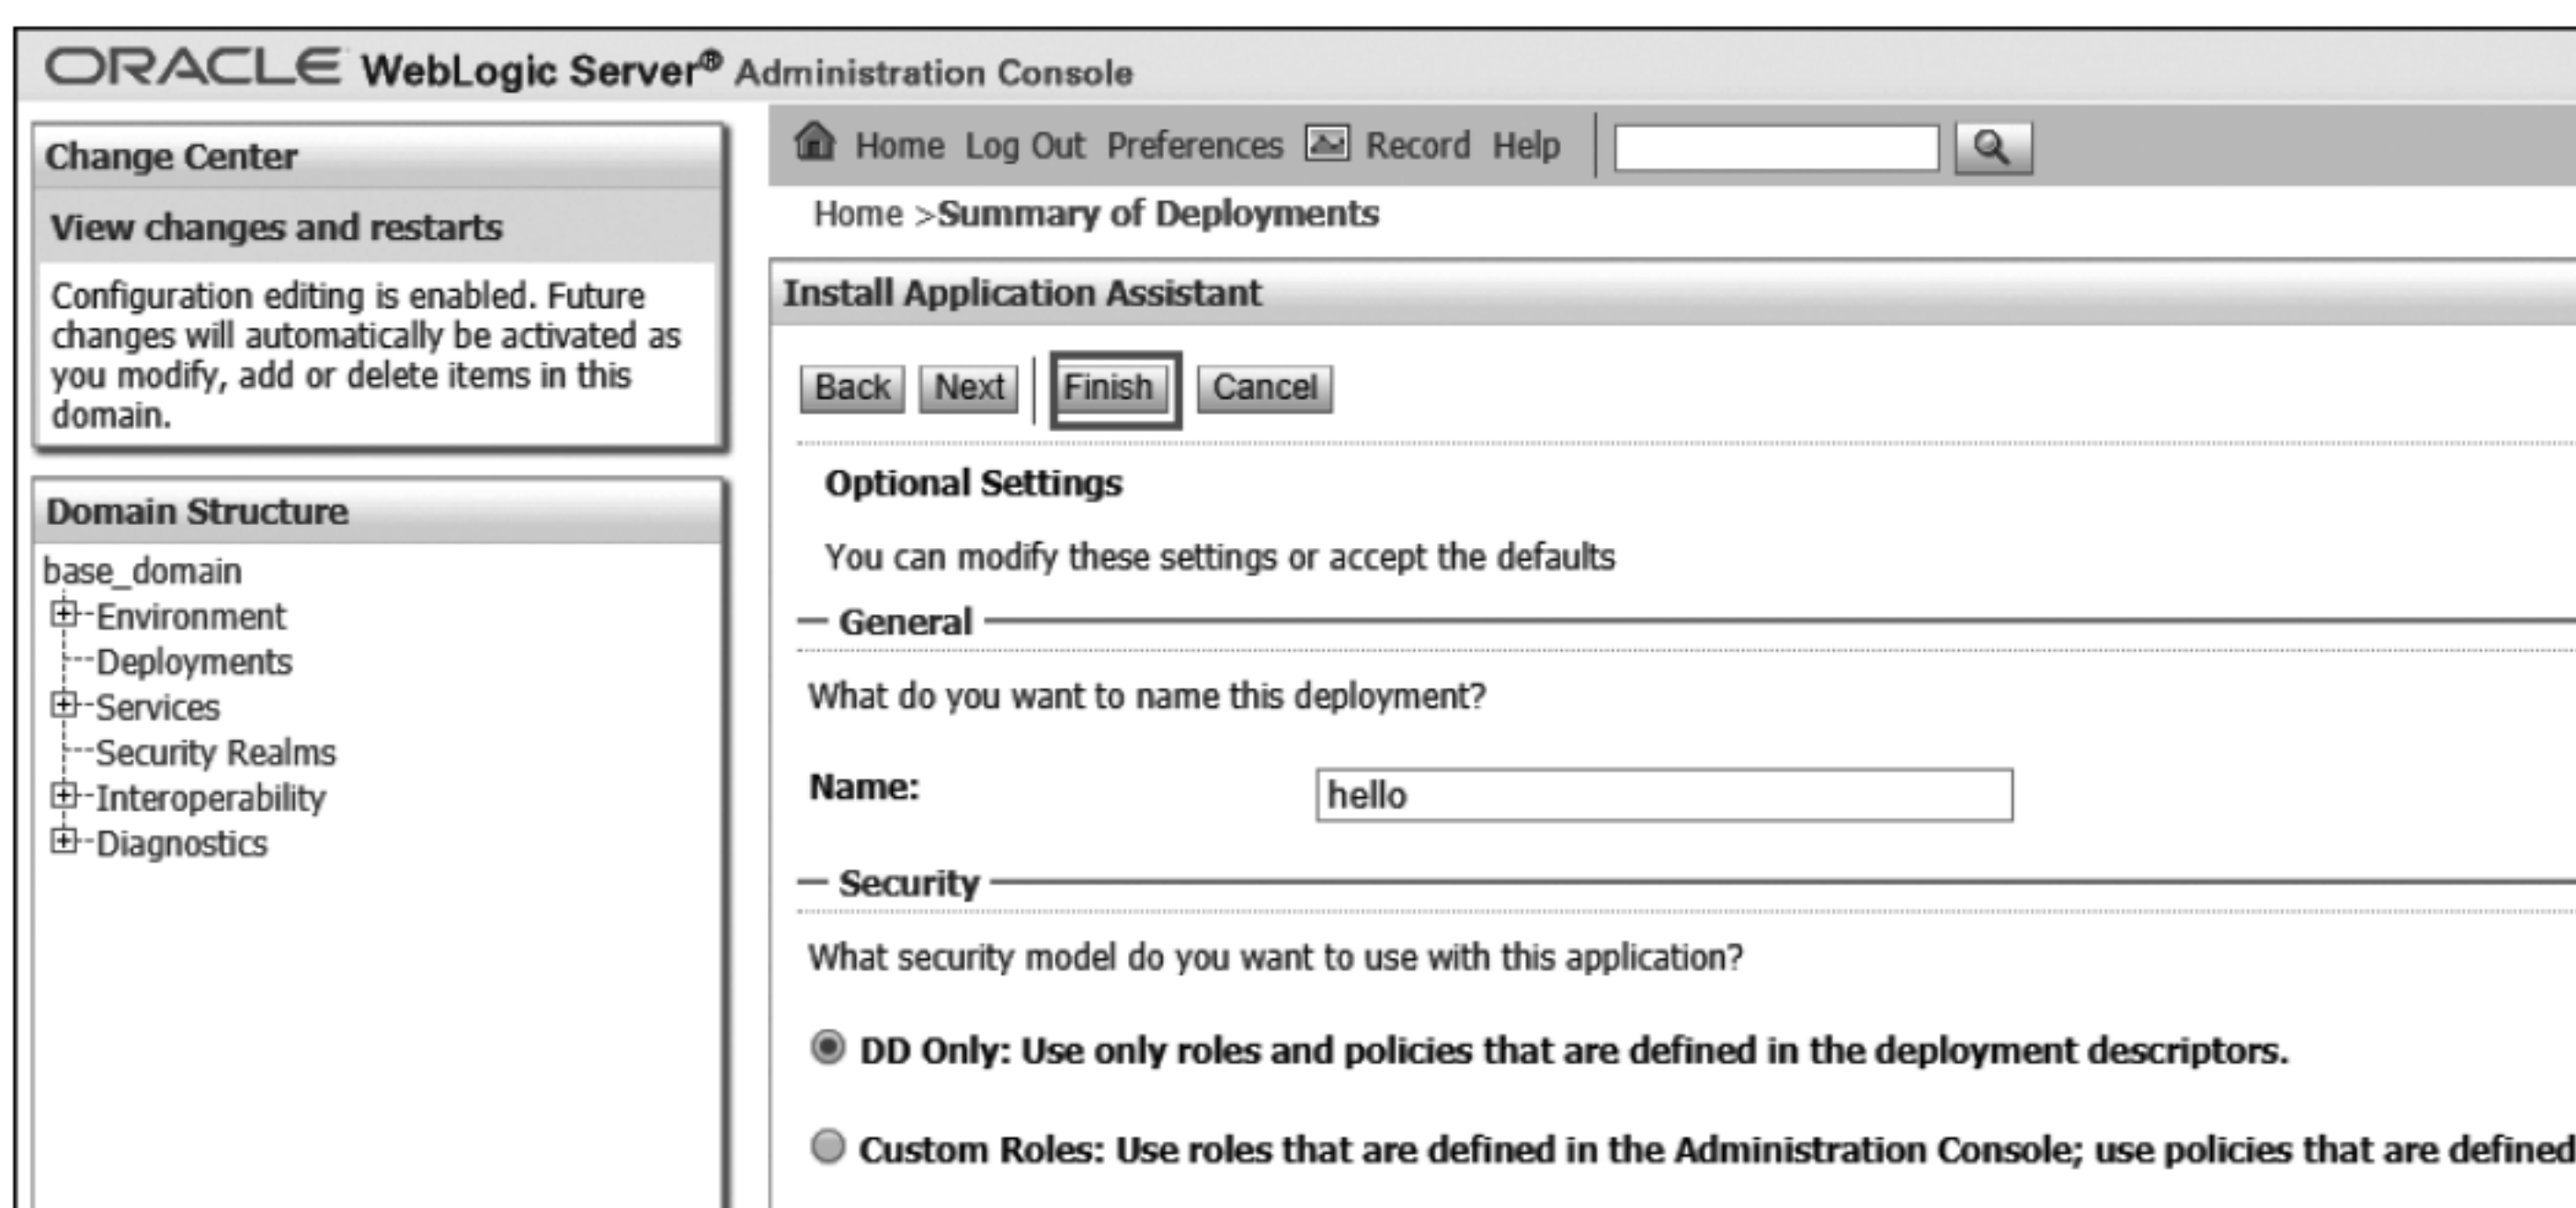 ORACLE WebLogic Server® Administration Console
Change Center
View changes and restarts
Configuration editing is enabled. Future
changes will automatically be activated as
you modify, add or delete items in this
domain.
Domain Structure
base_domain
Environment
Deployments
Services
Security Realms
Interoperability
Diagnostics
Home Log Out Preferences Record Help
Home >Summary of Deployments
Install Application Assistant
Back Next Finish Cancel
Optional Settings
You can modify these settings or accept the defaults
General
What do you want to name this deployment?
Name: hello
Security
What security model do you want to use with this application?
DD Only: Use only roles and policies that are defined in the deployment descriptors.
Custom Roles: Use roles that are defined in the Administration Console; use policies that are defined